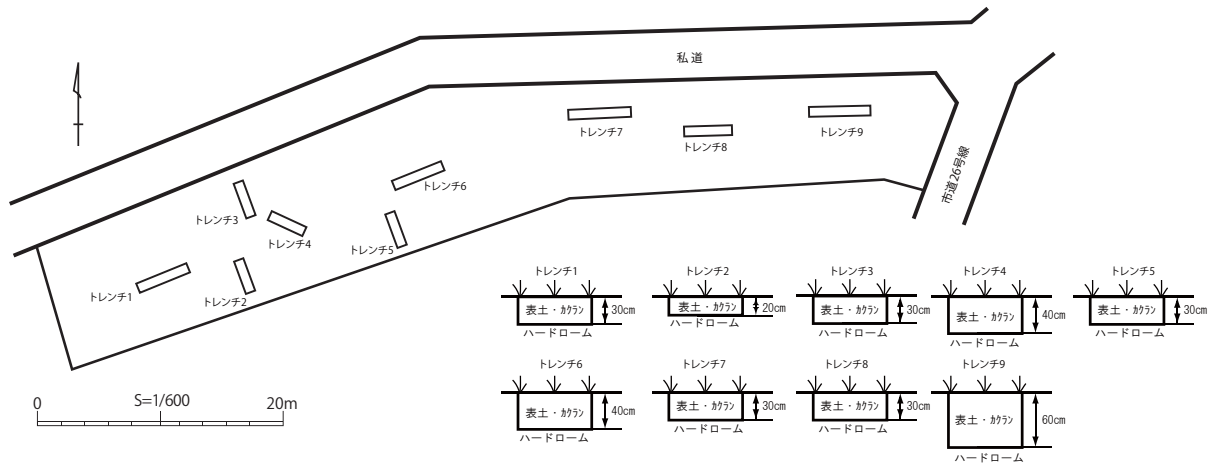 私道
市道26号線
トレンチ7
トレンチ8
トレンチ9
トレンチ6
トレンチ3
トレンチ4
トレンチ5
トレンチ1
トレンチ2
0
S=1/600
20m
トレンチ1
表土・カクラン
30cm
ハードローム
トレンチ2
表土・カクラン
20cm
ハードローム
トレンチ3
表土・カクラン
30cm
ハードローム
トレンチ4
表土・カクラン
40cm
ハードローム
トレンチ5
表土・カクラン
30cm
ハードローム
トレンチ6
表土・カクラン
40cm
ハードローム
トレンチ7
表土・カクラン
30cm
ハードローム
トレンチ8
表土・カクラン
30cm
ハードローム
トレンチ9
表土・カクラン
60cm
ハードローム